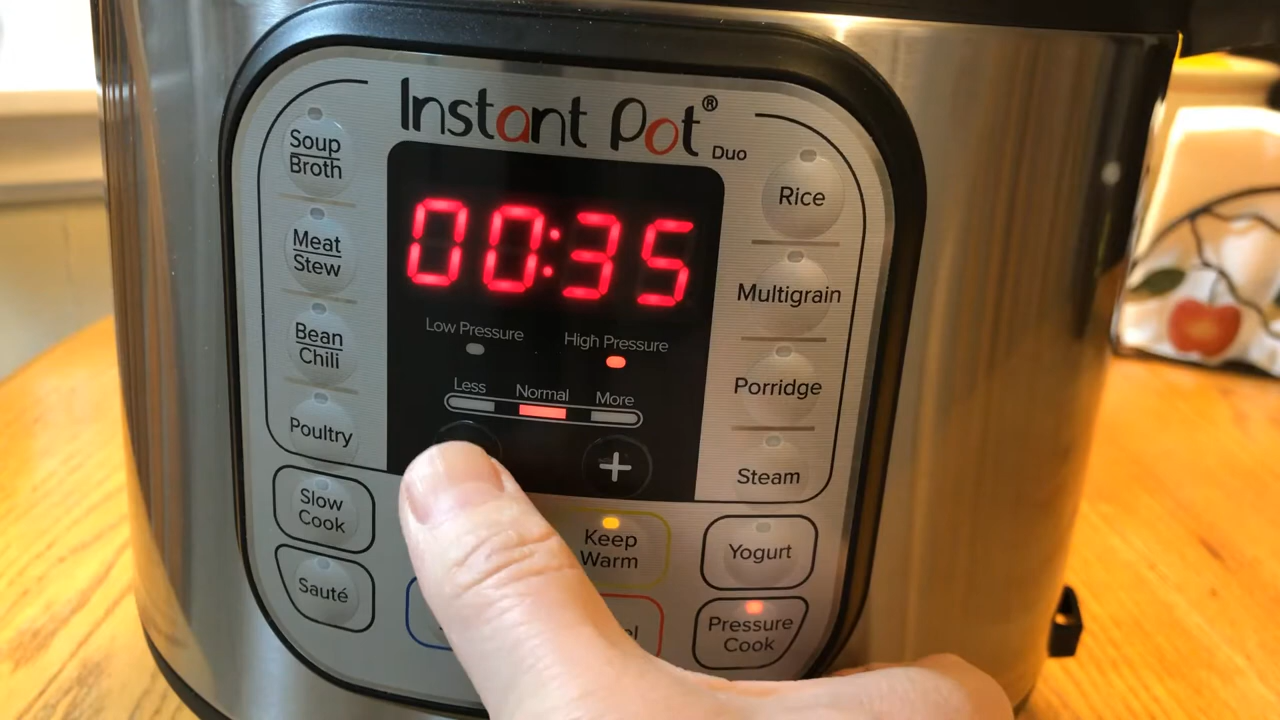 Instant Pot®
Duo
Soup
Broth
Meat
Stew
Bean
Chili
Poultry
Slow
Cook
Sauté
00:35
Low Pressure
High Pressure
Less Normal More
+
Keep
Warm
Rice
Multigrain
Porridge
Steam
Yogurt
Pressure
Cook